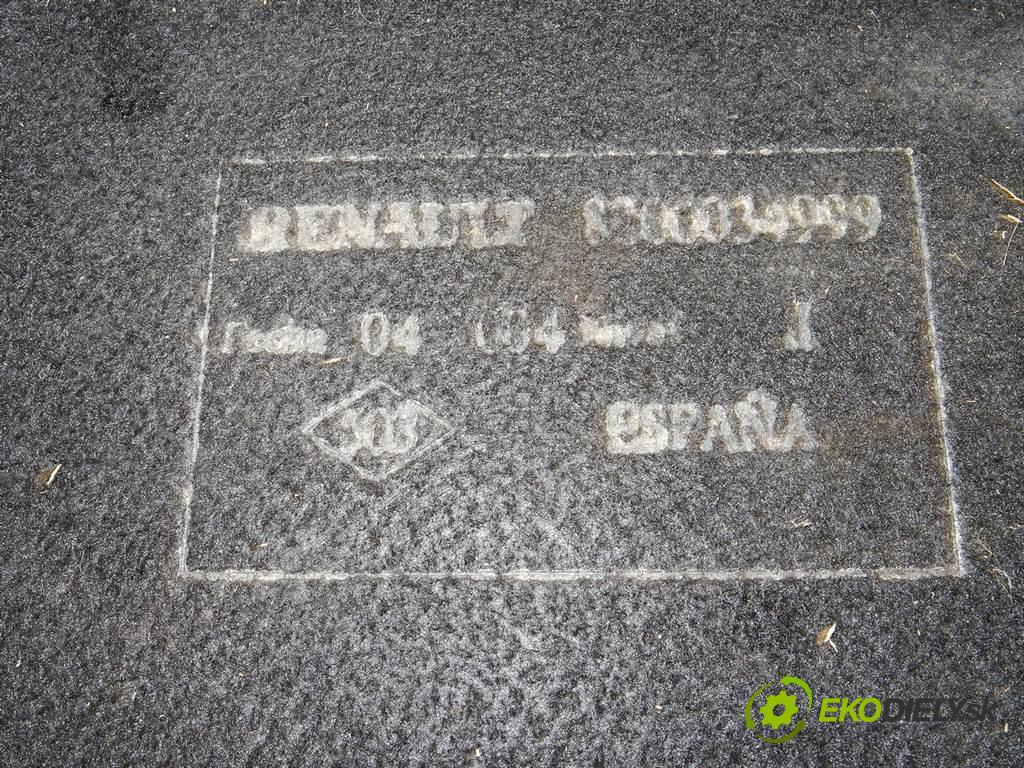 RENAULT 8200034999
Fecha 04 04
ESPAÑA
EKODIELY.sk